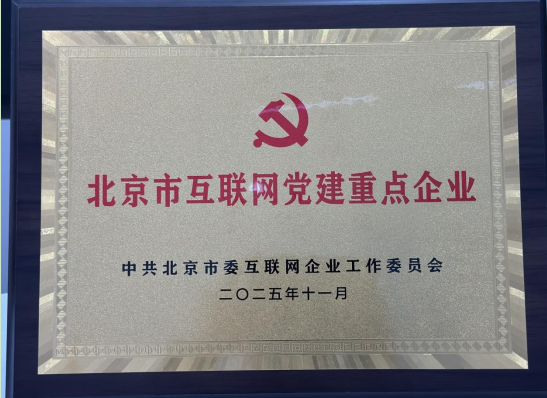 北京市互联网党建重点企业
中共北京市委互联网企业工作委员会
二〇二五年十一月